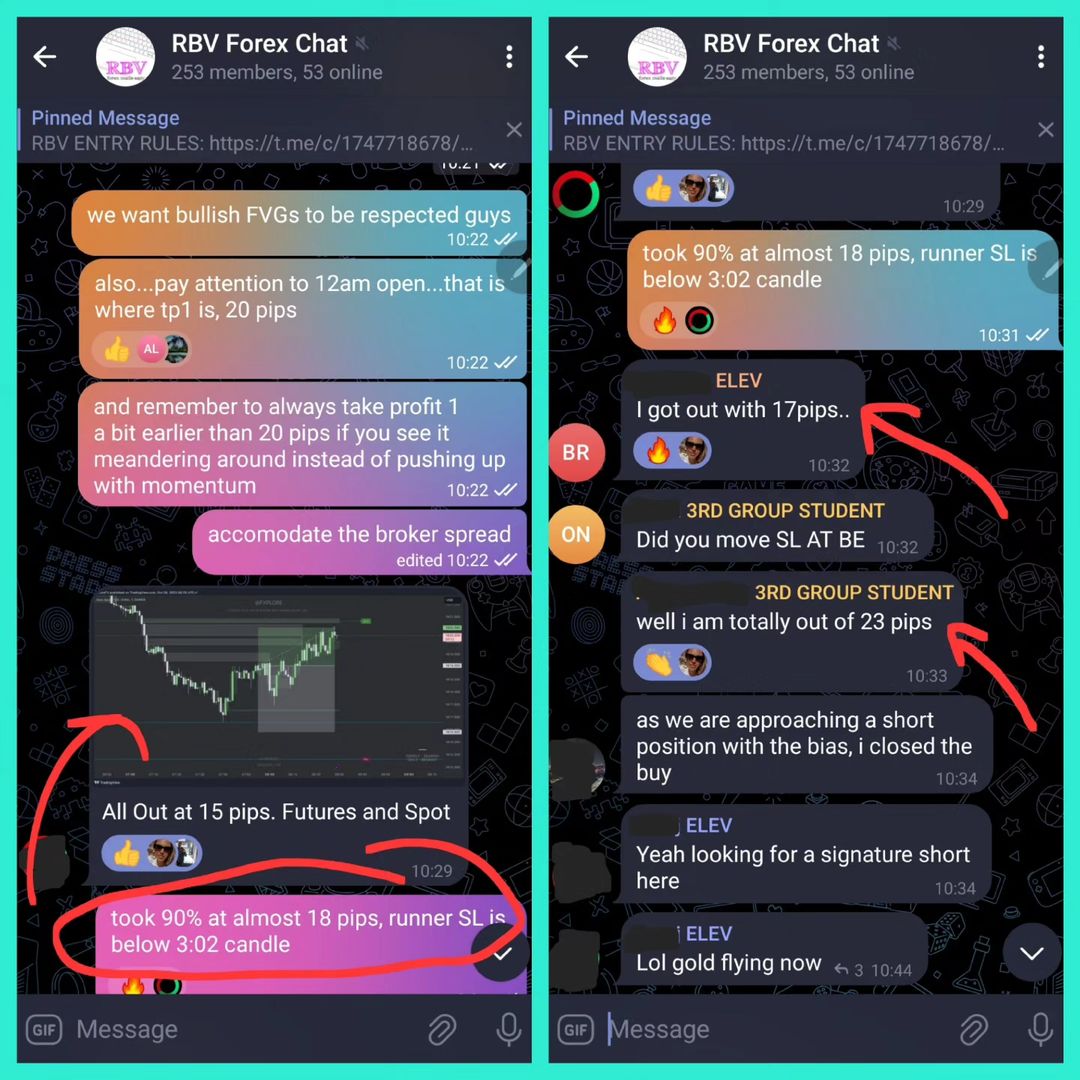 RBV Forex Chat
253 members, 53 online
Pinned Message
RBV ENTRY RULES: https://t.me/c/1747718678/...
we want bullish FVGs to be respected guys
10:22
also...pay attention to 12am open...that is
where tp1 is, 20 pips
AL
10:22
and remember to always take profit 1
a bit earlier than 20 pips if you see it
meandering around instead of pushing up
with momentum
10:22
accomodate the broker spread
edited 10:22
All Out at 15 pips. Futures and Spot
10:29
took 90% at almost 18 pips, runner SL is
below 3:02 candle
GIF Message
RBV Forex Chat
253 members, 53 online
Pinned Message
RBV ENTRY RULES: https://t.me/c/1747718678/...
10:29
took 90% at almost 18 pips, runner SL is
below 3:02 candle
10:31
ELEV
I got out with 17pips..
BR
10:32
3RD GROUP STUDENT
ON
Did you move SL AT BE 10:32
3RD GROUP STUDENT
well i am totally out of 23 pips
10:33
as we are approaching a short
position with the bias, i closed the
buy
10:34
ELEV
Yeah looking for a signature short
here
10:34
ELEV
Lol gold flying now 3 10:44
GIF Message